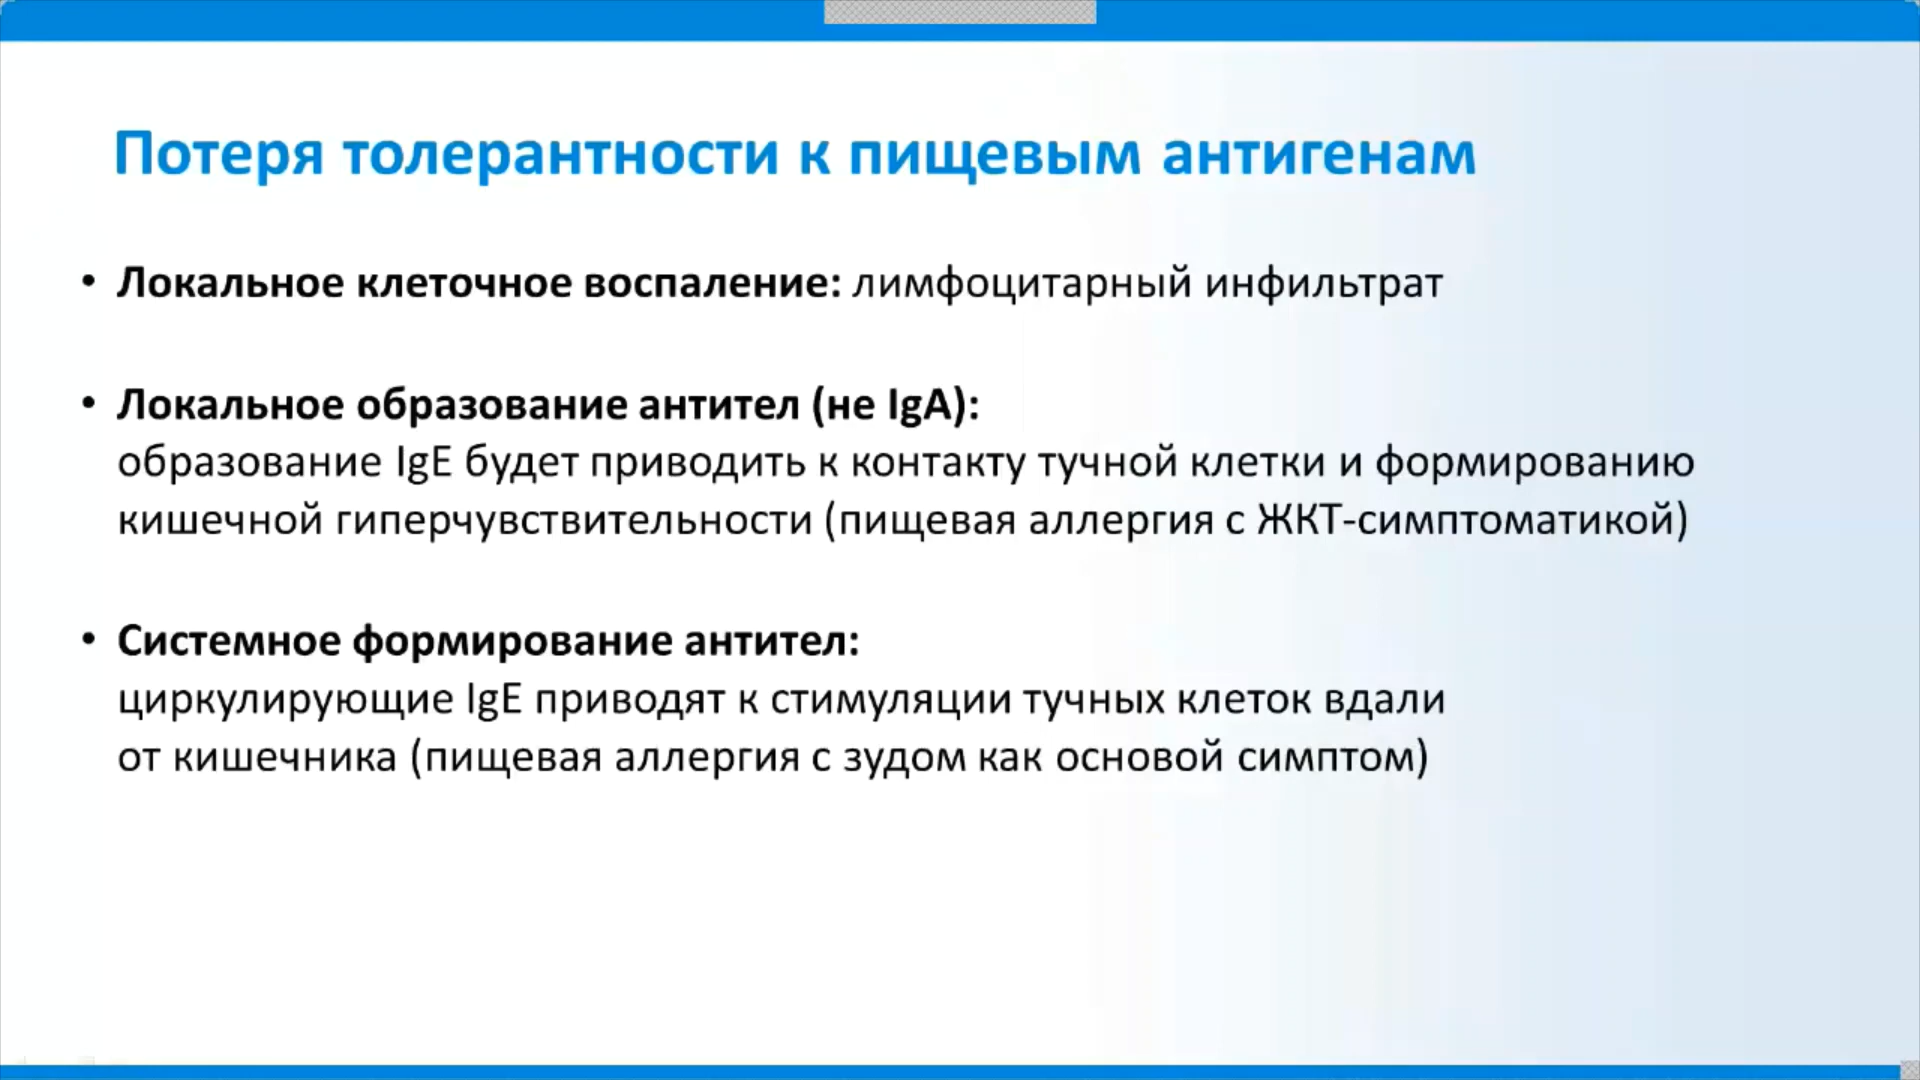 Потеря толерантности к пищевым антигенам
• Локальное клеточное воспаление: лимфоцитарный инфильтрат
• Локальное образование антител (не IgA):
образование IgE будет приводить к контакту тучной клетки и формированию
кишечной гиперчувствительности (пищевая аллергия с ЖКТ-симптоматикой)
• Системное формирование антител:
циркулирующие IgE приводят к стимуляции тучных клеток вдали
от кишечника (пищевая аллергия с зудом как основой симптом)